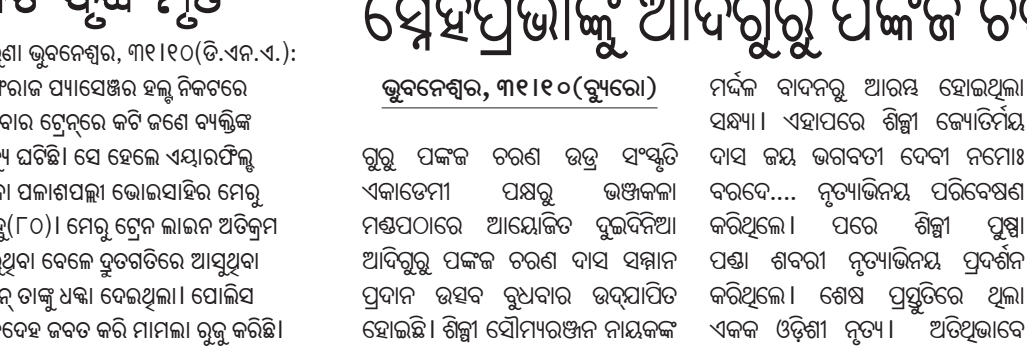 ବୃଦ୍ଧ ମୃତ
ଭୁବନେଶ୍ୱର, ୩୧।୧୦(ଡି.ଏନ.ଏ.):
ପ୍ୟାସେଞ୍ଜର ହଲ୍ଟ ନିକଟରେ
ଟ୍ରେନ୍‌ରେ କଟି ଜଣେ ବ୍ୟକ୍ତିଙ୍କ
ଘଟିଛି। ସେ ହେଲେ ଏୟାରଫିଲ୍ଡ
ପଳାଶପଲ୍ଲୀ ଭୋଇସାହିର ମେରୁ
(୮୦)। ମେରୁ ଟ୍ରେନ ଲାଇନ ଅତିକ୍ରମ
ବେଳେ ଦ୍ରୁତଗତିରେ ଆସୁଥିବା
ତାଙ୍କୁ ଧକ୍କା ଦେଇଥିଲା। ପୋଲିସ
ଜବତ କରି ମାମଲା ରୁଜୁ କରିଛି।
ସ୍ନେହପ୍ରଭାଙ୍କୁ ଆଦିଗୁରୁ ପଙ୍କଜ
ଭୁବନେଶ୍ୱର, ୩୧।୧୦(ବ୍ୟୁରୋ)
ଗୁରୁ ପଙ୍କଜ ଚରଣ ଉଡ୍ର ସଂସ୍କୃତି
ଏକାଡେମୀ ପକ୍ଷରୁ ଭଞ୍ଜକଳା
ମଣ୍ଡପଠାରେ ଆୟୋଜିତ ଦୁଇଦିନିଆ
ଆଦିଗୁରୁ ପଙ୍କଜ ଚରଣ ଦାସ ସମ୍ମାନ
ପ୍ରଦାନ ଉତ୍ସବ ବୁଧବାର ଉଦ୍‌ଯାପିତ
ହୋଇଛି। ଶିଳ୍ପୀ ସୌମ୍ୟରଞ୍ଜନ ନାୟକଙ୍କ
ମର୍ଦ୍ଦଳ ବାଦନରୁ ଆରମ୍ଭ ହୋଇଥିଲା
ସନ୍ଧ୍ୟା। ଏହାପରେ ଶିଳ୍ପୀ ଜ୍ୟୋତିର୍ମୟ
ଦାସ ଜୟ ଭଗବତୀ ଦେବୀ ନମୋଃ
ବରଦେ.... ନୃତ୍ୟାଭିନୟ ପରିବେଷଣ
କରିଥିଲେ। ପରେ ଶିଳ୍ପୀ ପୁଷ୍ପା
ପଣ୍ଡା ଶବରୀ ନୃତ୍ୟାଭିନୟ ପ୍ରଦର୍ଶନ
କରିଥିଲେ। ଶେଷ ପ୍ରସ୍ତୁତିରେ ଥିଲା
ଏକକ ଓଡ଼ିଶୀ ନୃତ୍ୟ। ଅତିଥିଭାବେ